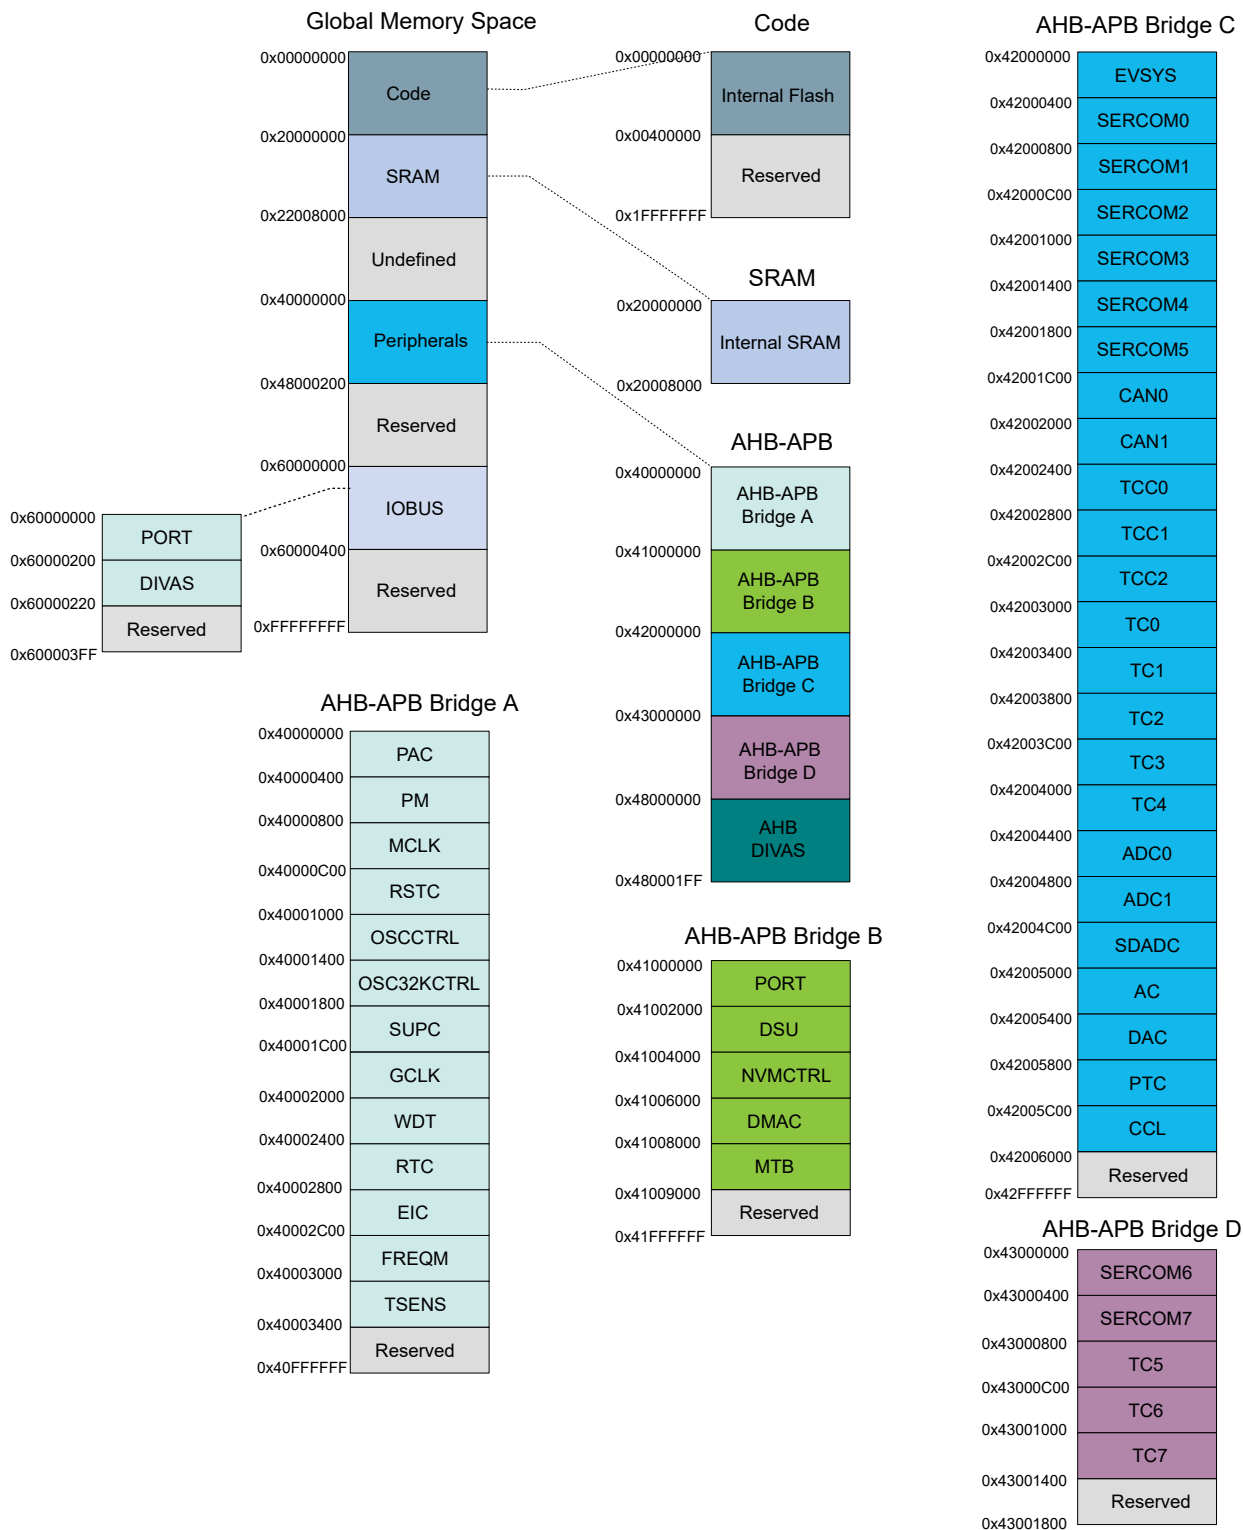 Global Memory Space
0x00000000
Code
0x20000000
SRAM
0x22008000
Undefined
0x40000000
Peripherals
0x48000200
Reserved
0x60000000
IOBUS
0x60000400
Reserved
0xFFFFFFFF
0x60000000
PORT
0x60000200
DIVAS
0x60000220
Reserved
0x600003FF
Code
0x00000000
Internal Flash
0x00400000
Reserved
0x1FFFFFFF
SRAM
0x20000000
Internal SRAM
0x20008000
AHB-APB
0x40000000
AHB-APB
Bridge A
0x41000000
AHB-APB
Bridge B
0x42000000
AHB-APB
Bridge C
0x43000000
AHB-APB
Bridge D
0x48000000
AHB
DIVAS
0x480001FF
AHB-APB Bridge A
0x40000000
PAC
0x40000400
PM
0x40000800
MCLK
0x40000C00
RSTC
0x40001000
OSCCTRL
0x40001400
OSC32KCTRL
0x40001800
SUPC
0x40001C00
GCLK
0x40002000
WDT
0x40002400
RTC
0x40002800
EIC
0x40002C00
FREQM
0x40003000
TSENS
0x40003400
Reserved
0x40FFFFFF
AHB-APB Bridge B
0x41000000
PORT
0x41002000
DSU
0x41004000
NVMCTRL
0x41006000
DMAC
0x41008000
MTB
0x41009000
Reserved
0x41FFFFFF
AHB-APB Bridge C
0x42000000
EVSYS
0x42000400
SERCOM0
0x42000800
SERCOM1
0x42000C00
SERCOM2
0x42001000
SERCOM3
0x42001400
SERCOM4
0x42001800
SERCOM5
0x42001C00
CAN0
0x42002000
CAN1
0x42002400
TCC0
0x42002800
TCC1
0x42002C00
TCC2
0x42003000
TC0
0x42003400
TC1
0x42003800
TC2
0x42003C00
TC3
0x42004000
TC4
0x42004400
ADC0
0x42004800
ADC1
0x42004C00
SDADC
0x42005000
AC
0x42005400
DAC
0x42005800
PTC
0x42005C00
CCL
0x42006000
Reserved
0x42FFFFFF
AHB-APB Bridge D
0x43000000
SERCOM6
0x43000400
SERCOM7
0x43000800
TC5
0x43000C00
TC6
0x43001000
TC7
0x43001400
Reserved
0x43001800